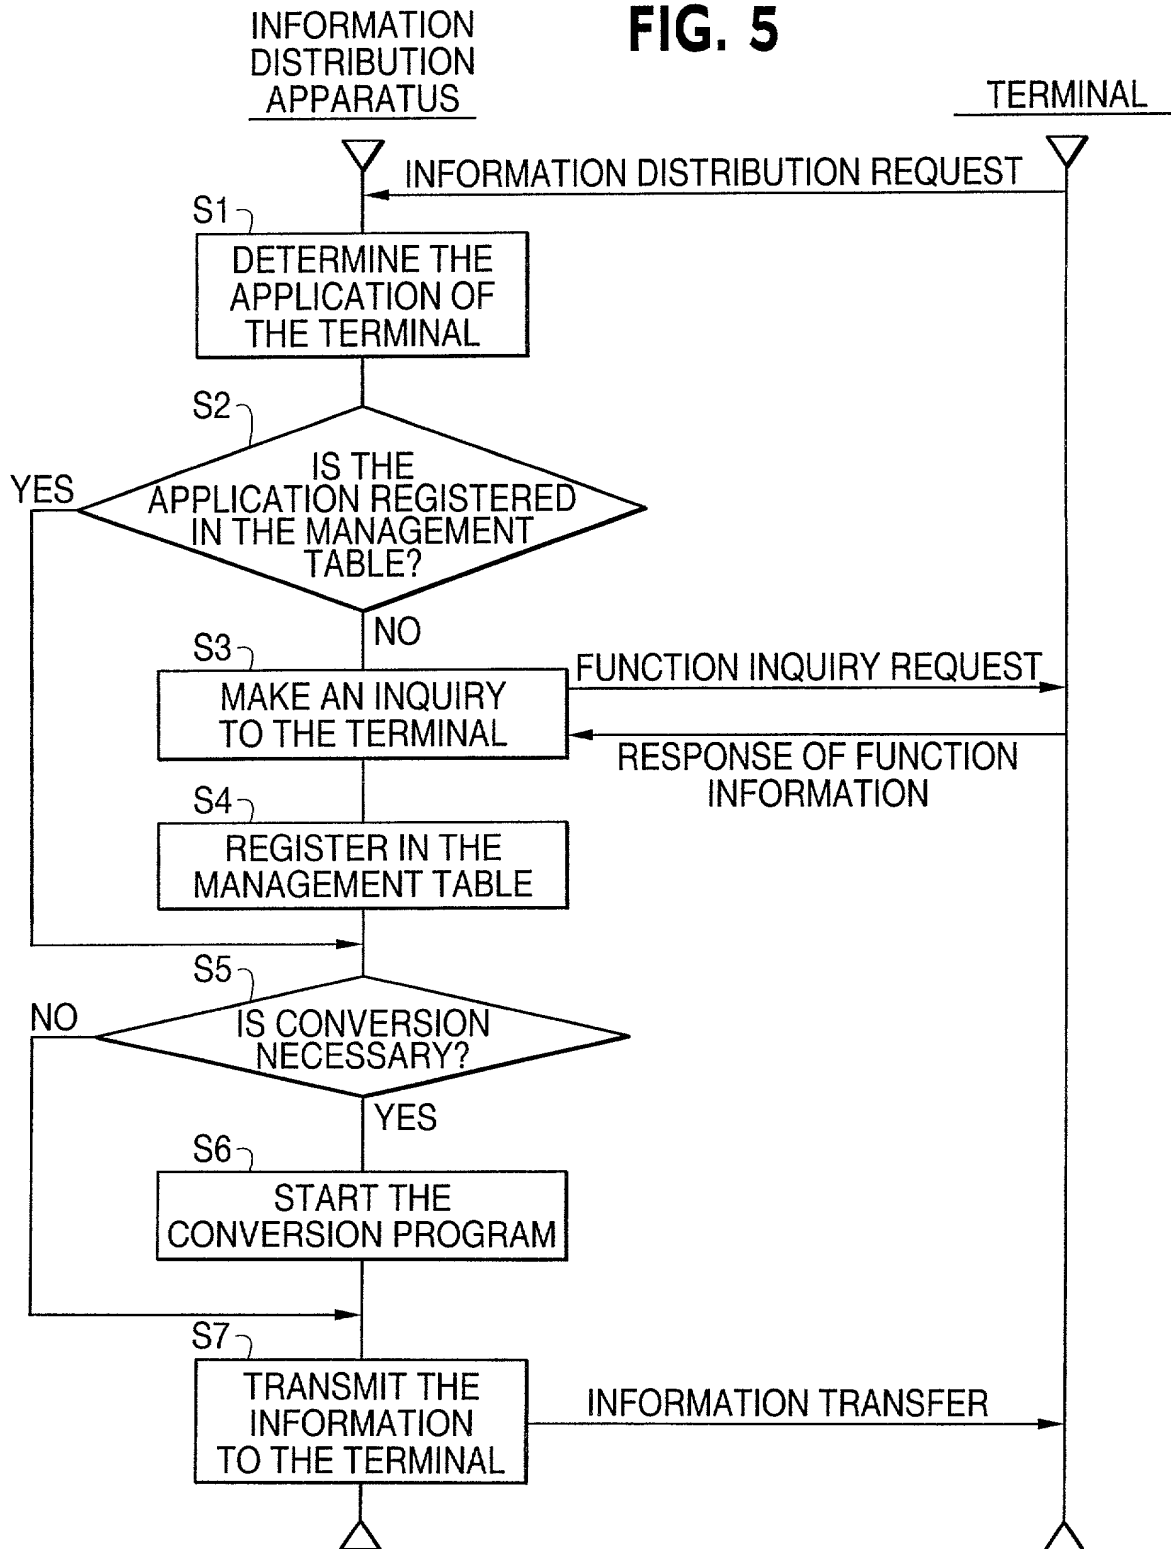 FIG. 5
INFORMATION
DISTRIBUTION
APPARATUS
TERMINAL
INFORMATION DISTRIBUTION REQUEST
S1
DETERMINE THE
APPLICATION OF
THE TERMINAL
S2
IS THE
APPLICATION REGISTERED
IN THE MANAGEMENT
TABLE?
YES
NO
S3
MAKE AN INQUIRY
TO THE TERMINAL
FUNCTION INQUIRY REQUEST
RESPONSE OF FUNCTION
INFORMATION
S4
REGISTER IN THE
MANAGEMENT TABLE
S5
IS CONVERSION
NECESSARY?
NO
YES
S6
START THE
CONVERSION PROGRAM
S7
TRANSMIT THE
INFORMATION
TO THE TERMINAL
INFORMATION TRANSFER